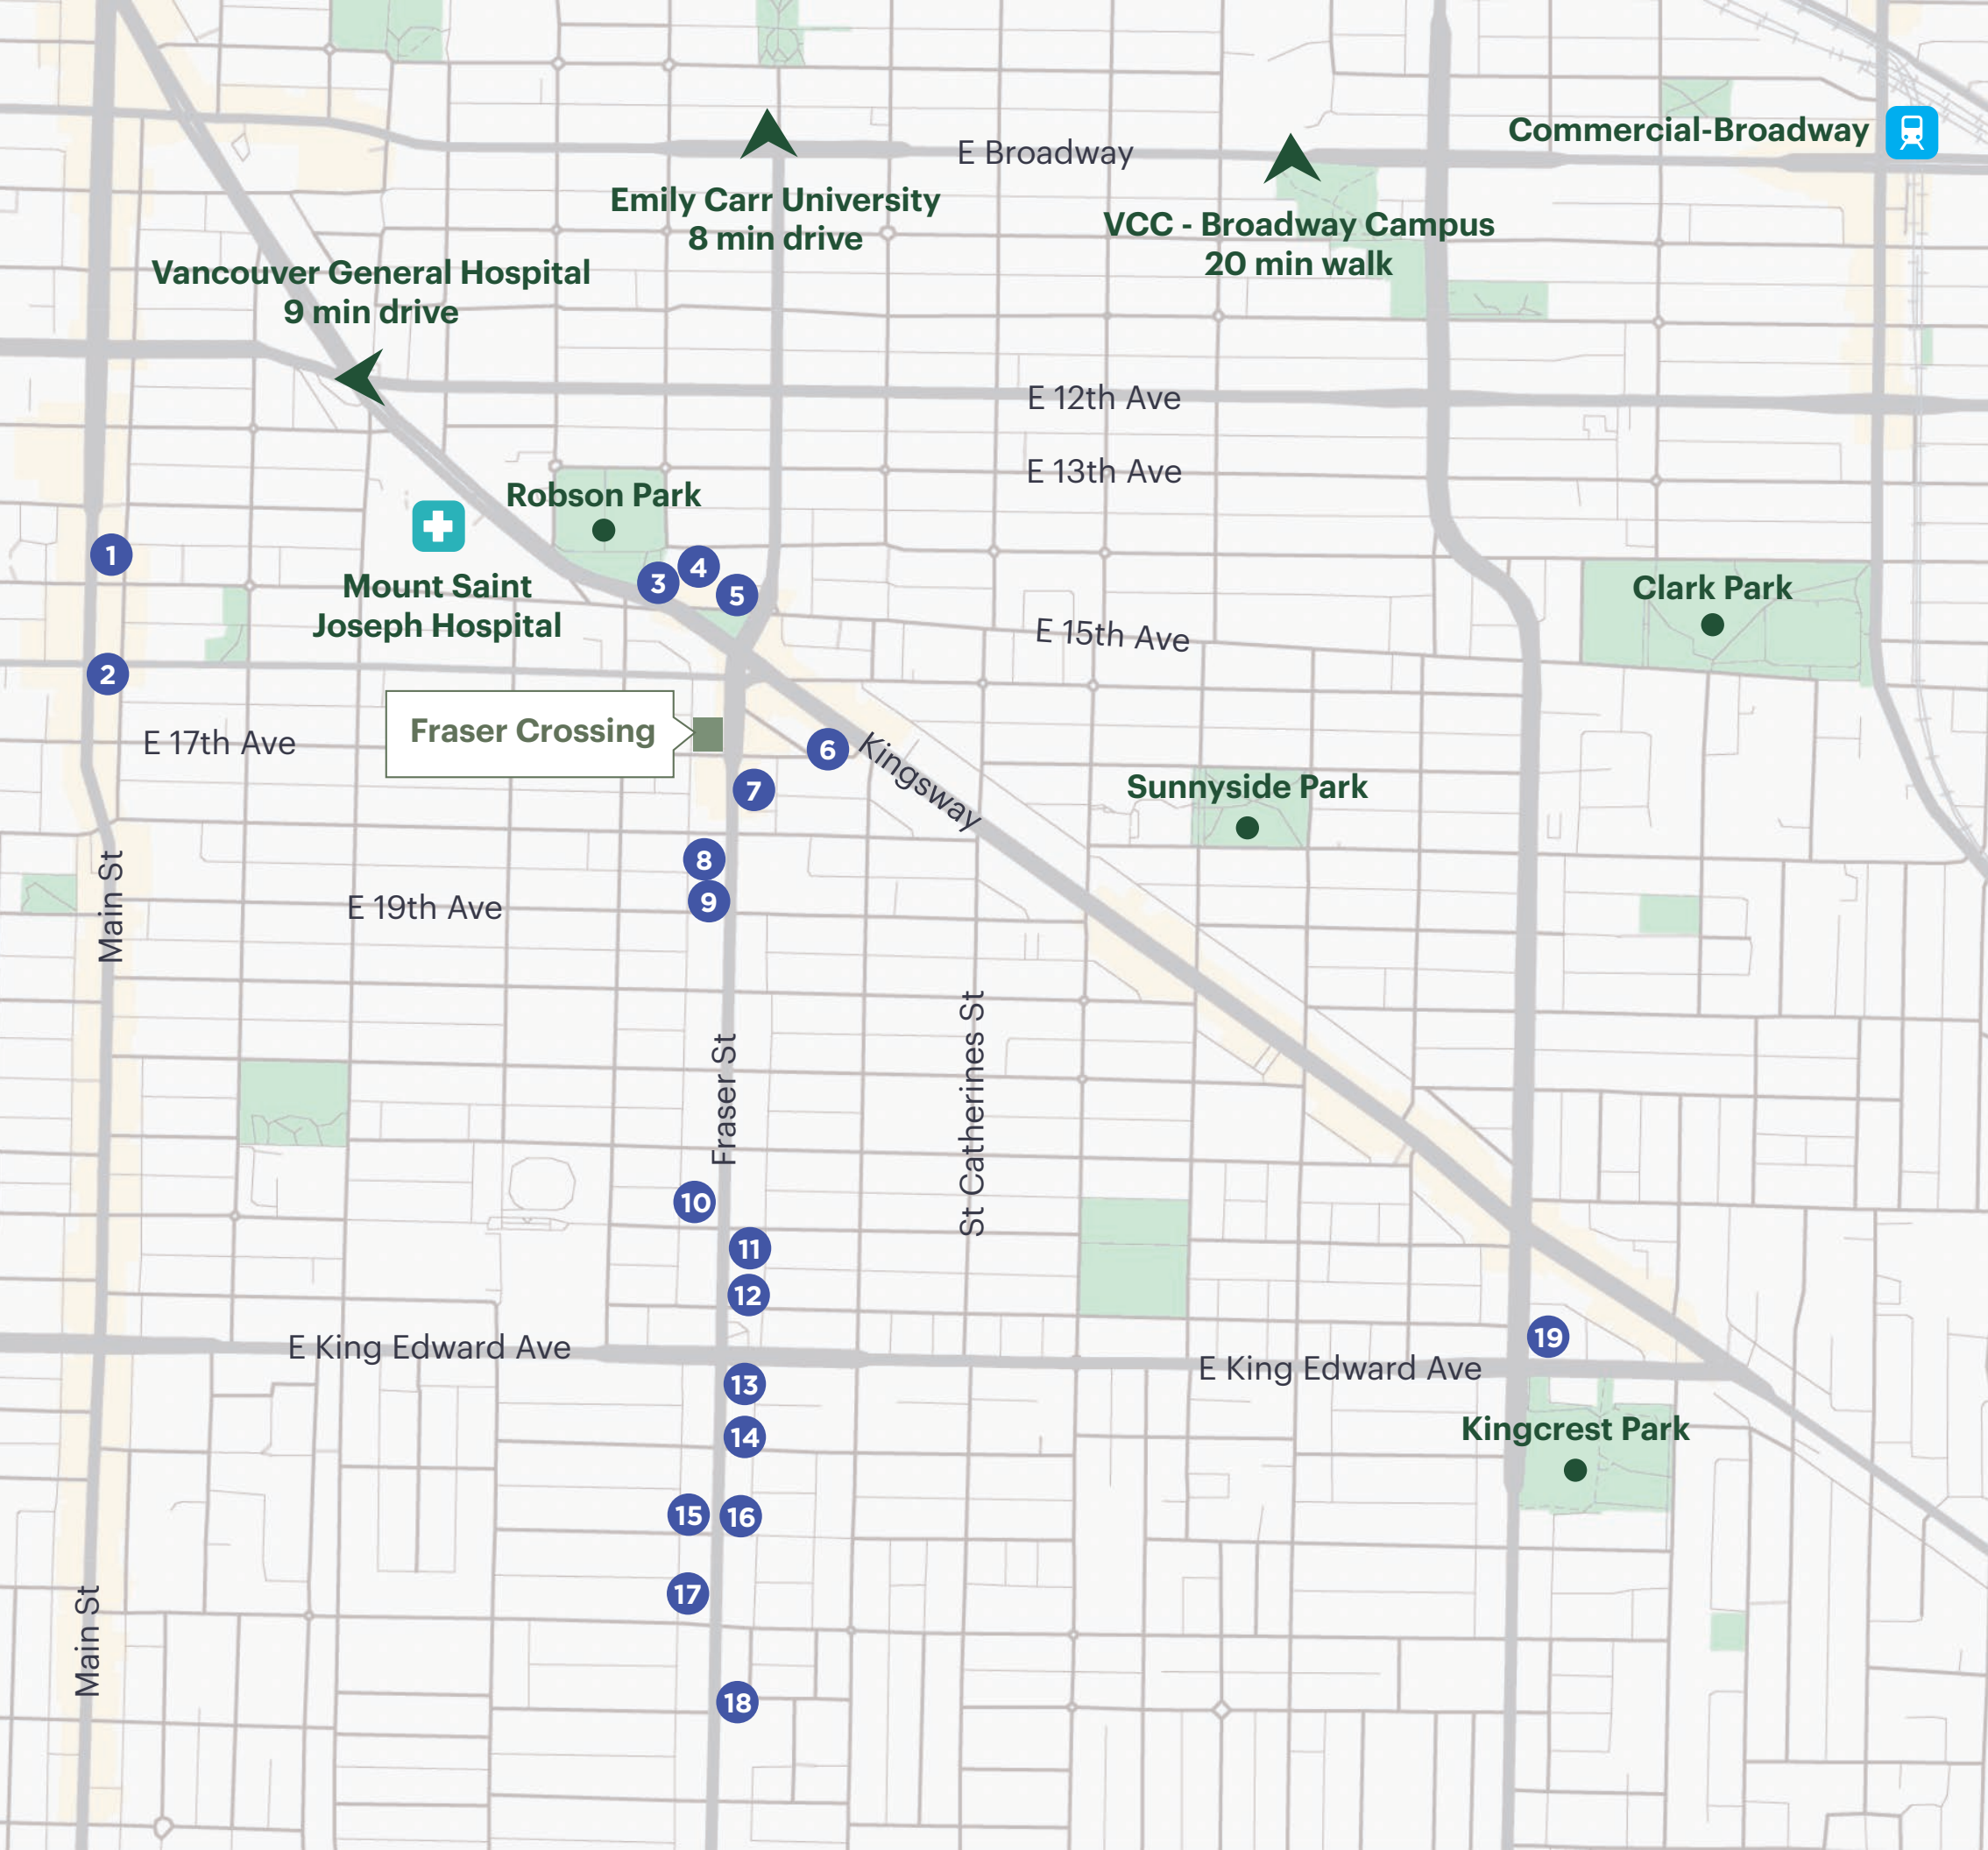 Commercial-Broadway
E Broadway
Emily Carr University
8 min drive
VCC - Broadway Campus
20 min walk
Vancouver General Hospital
9 min drive
E 12th Ave
E 13th Ave
Robson Park
1
Mount Saint
Joseph Hospital
3
4
5
Clark Park
E 15th Ave
2
E 17th Ave
Fraser Crossing
6
Kingsway
7
Sunnyside Park
8
9
Main St
E 19th Ave
Fraser St
St Catherines St
10
11
12
E King Edward Ave
E King Edward Ave
19
13
14
Kingcrest Park
15
16
17
Main St
18